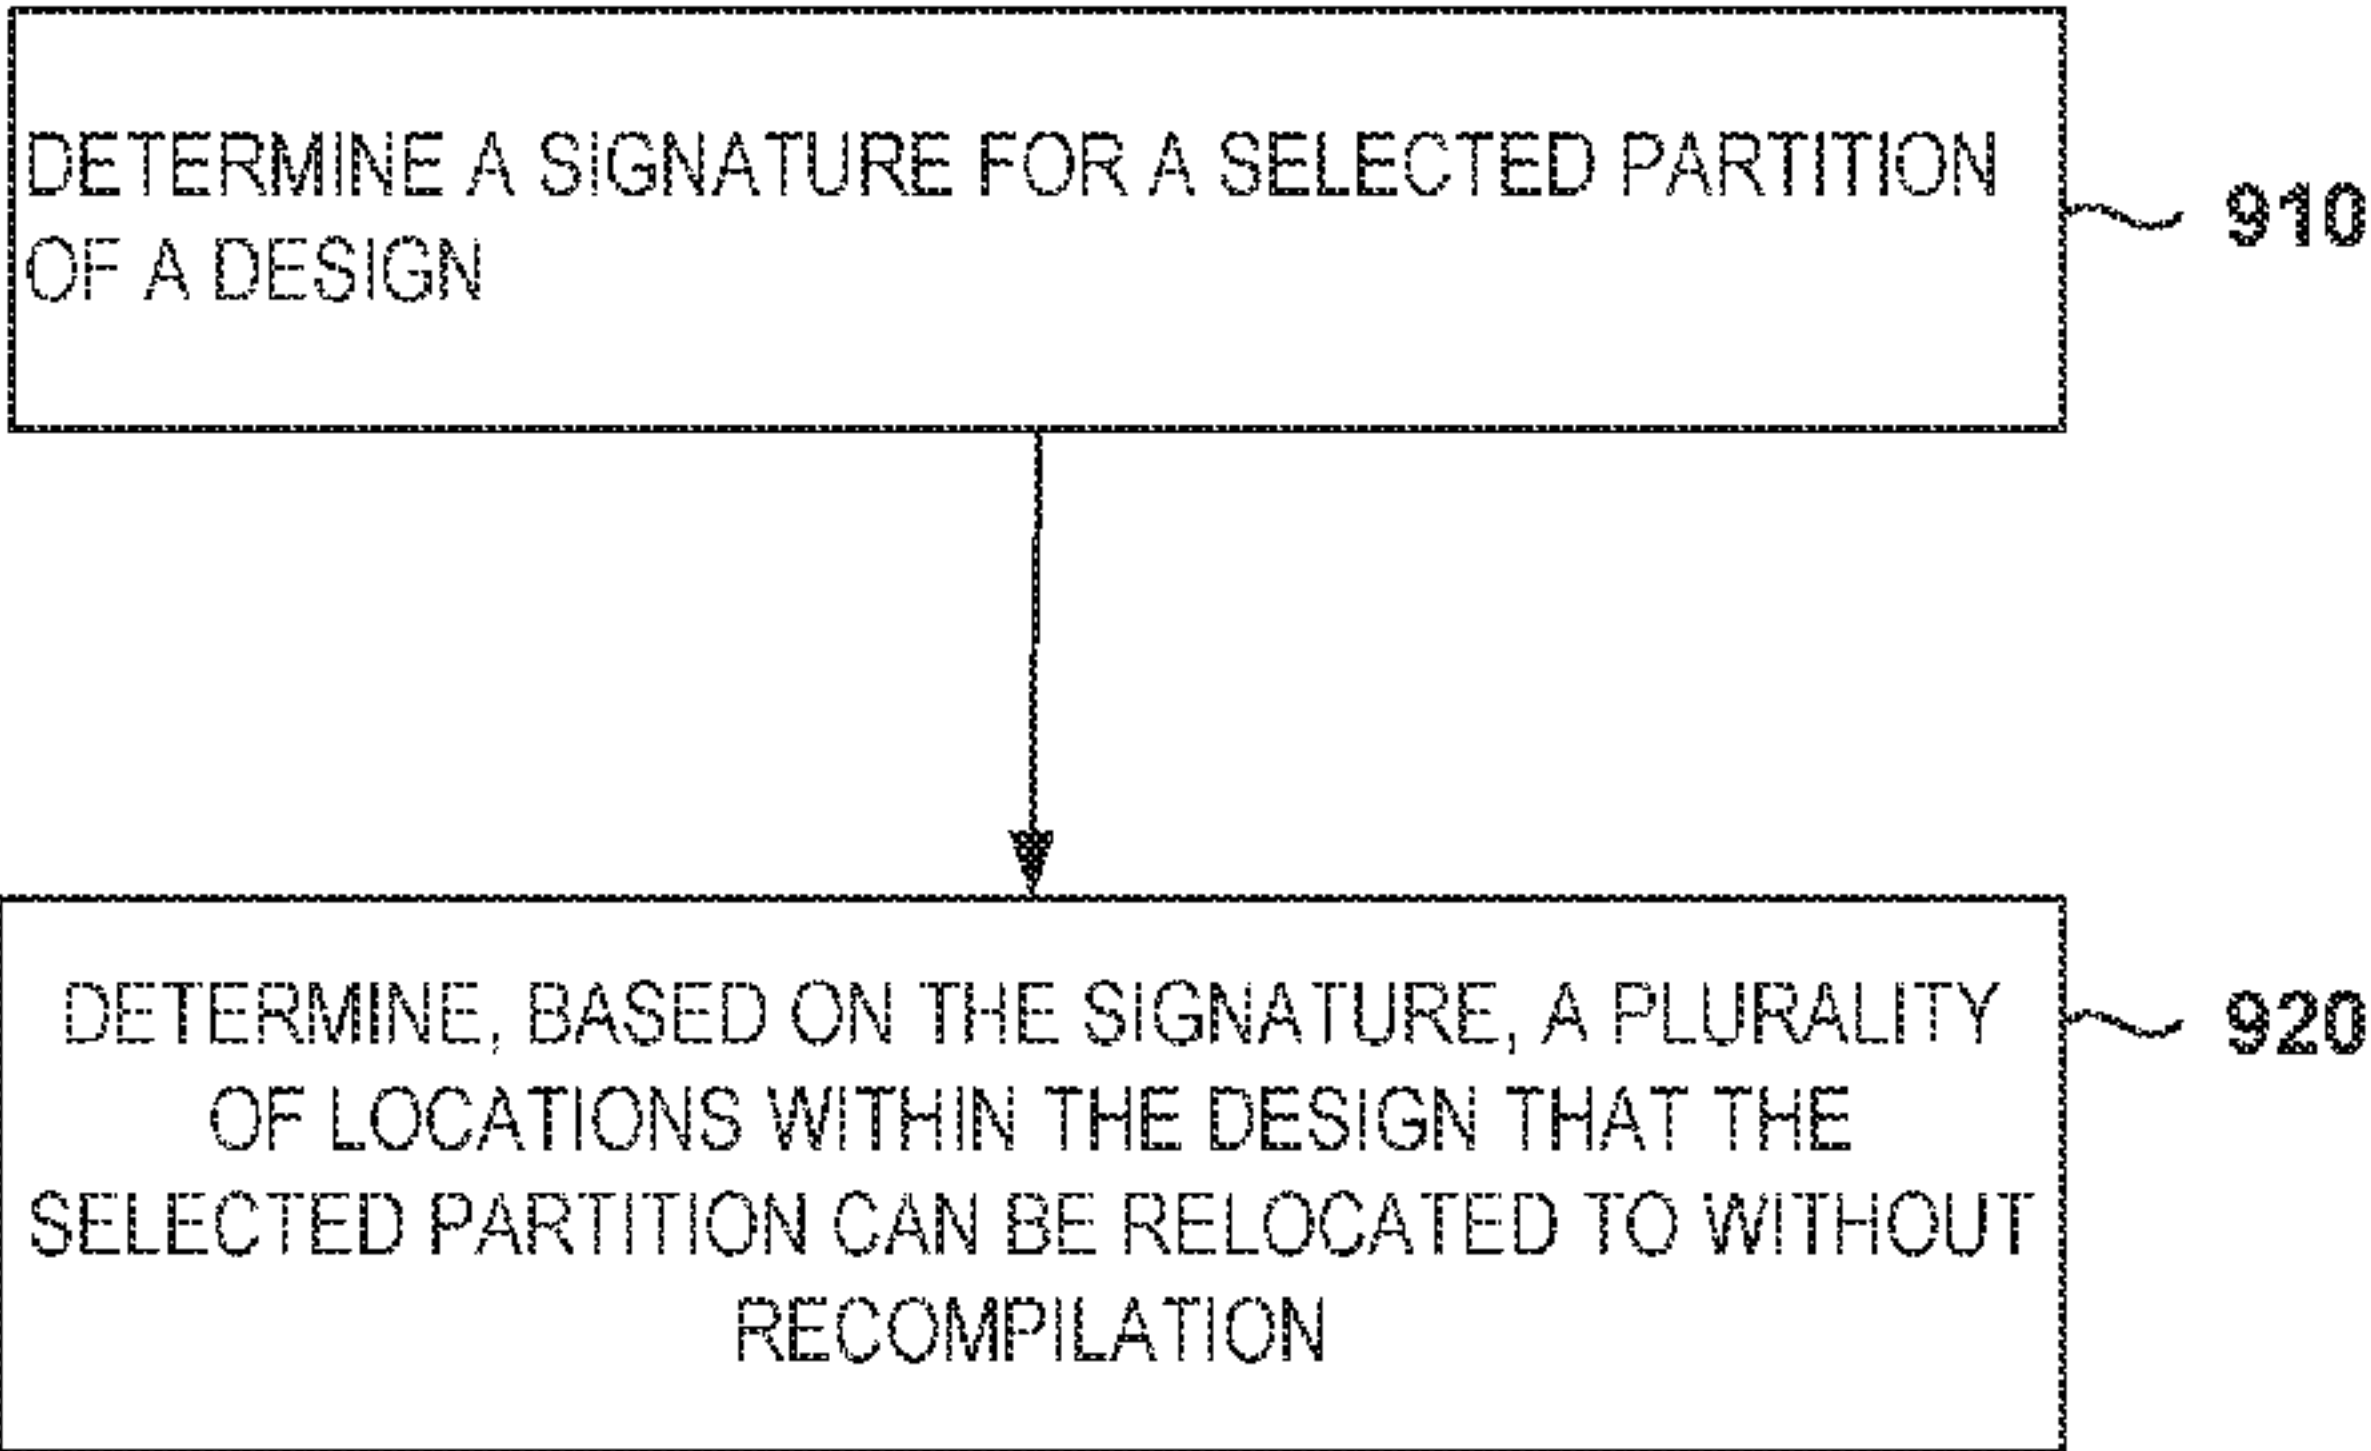 DETERMINE A SIGNATURE FOR A SELECTED PARTITION
OF A DESIGN
910
DETERMINE, BASED ON THE SIGNATURE, A PLURALITY
OF LOCATIONS WITHIN THE DESIGN THAT THE
SELECTED PARTITION CAN BE RELOCATED TO WITHOUT
RECOMPILATION
920